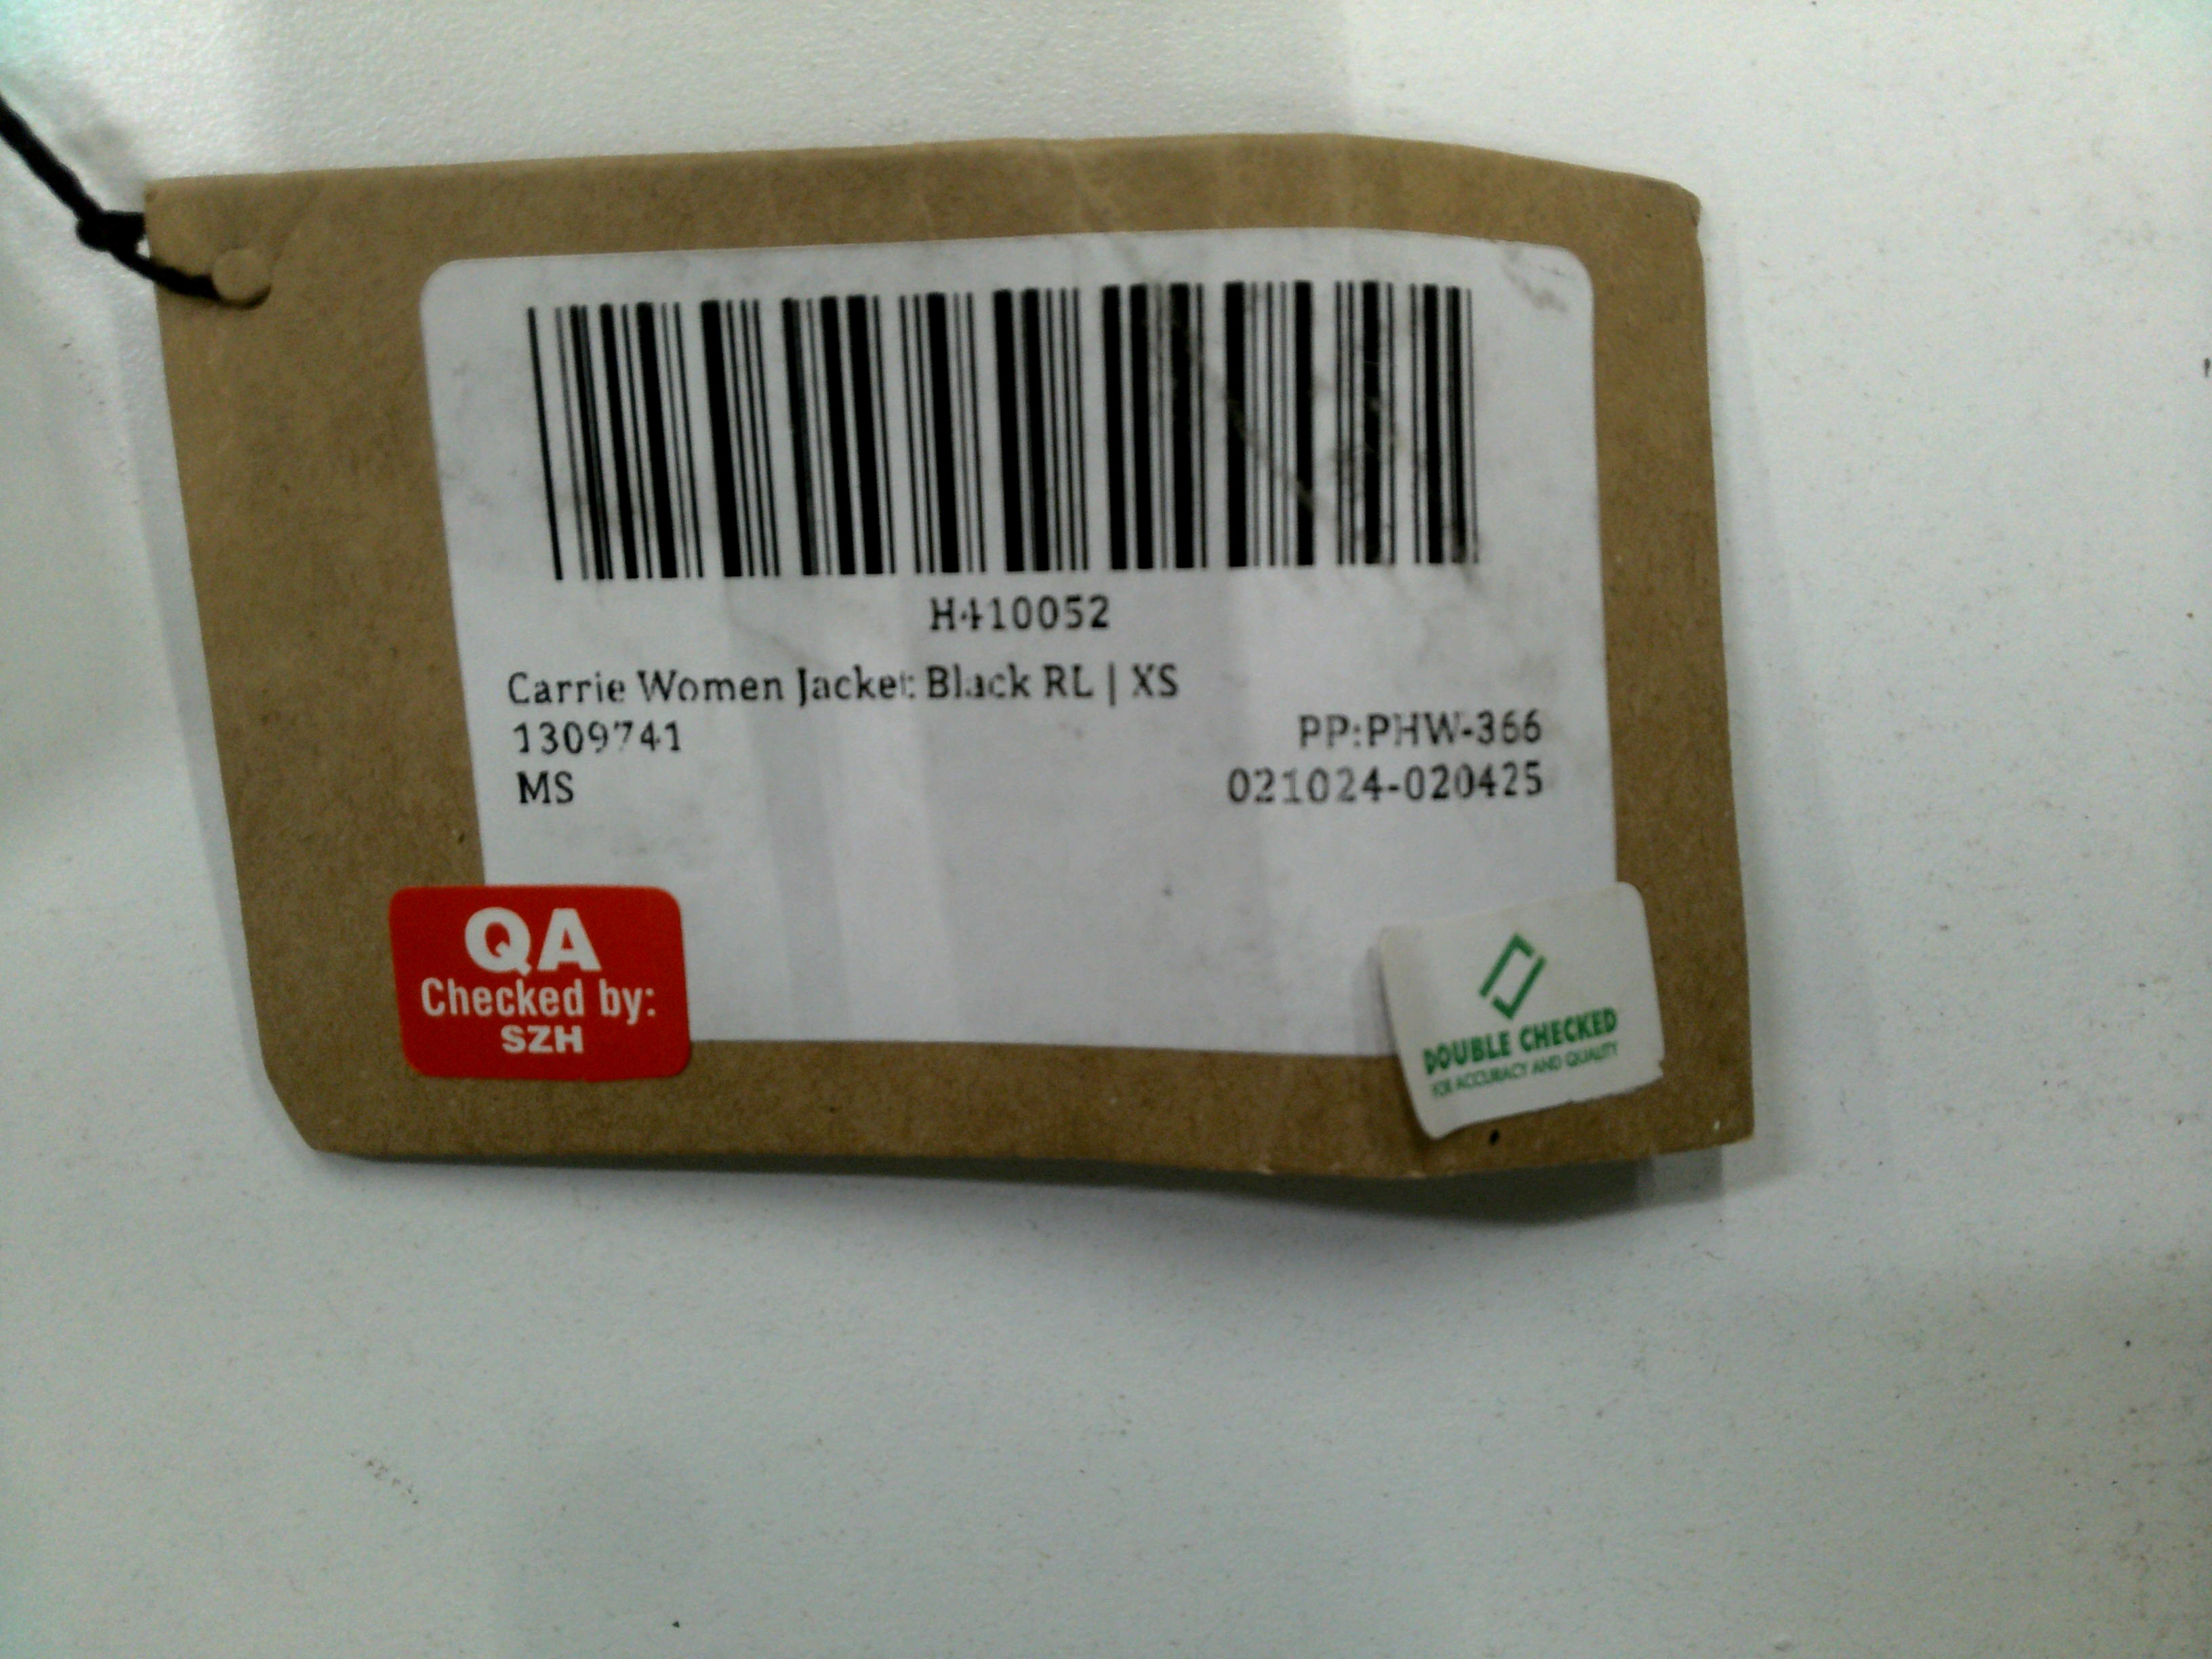 H410052
Carrie Women Jacket Black RL | XS
1309741
PP:PHW-366
MS
021024-020425
QA
Checked by:
SZH
DOUBLE CHECKED
FOR ACCURACY AND QUALITY